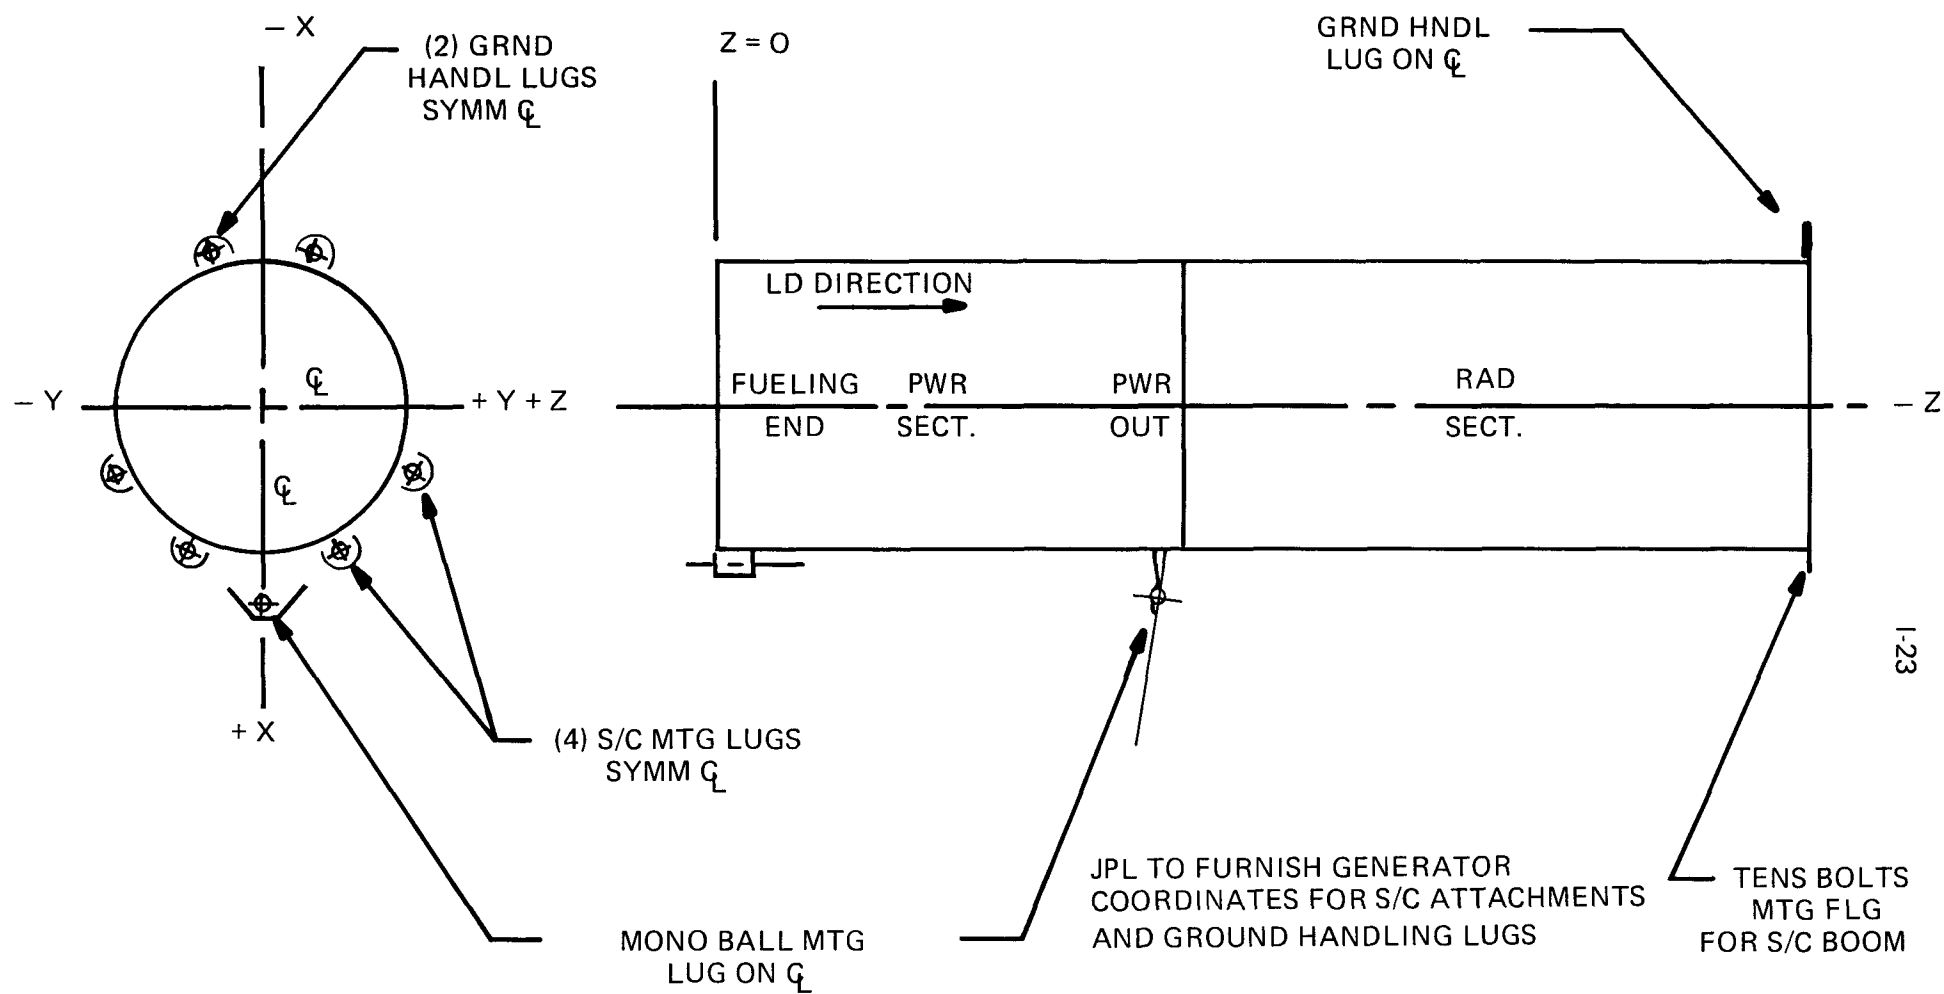 – X
(2) GRND
HANDL LUGS
SYMM ℄
Z = O
GRND HNDL
LUG ON ℄
LD DIRECTION
℄
– Y
+ Y + Z
FUELING
END
PWR
SECT.
PWR
OUT
RAD
SECT.
– Z
℄
+ X
(4) S/C MTG LUGS
SYMM ℄
I-23
MONO BALL MTG
LUG ON ℄
JPL TO FURNISH GENERATOR
COORDINATES FOR S/C ATTACHMENTS
AND GROUND HANDLING LUGS
TENS BOLTS
MTG FLG
FOR S/C BOOM